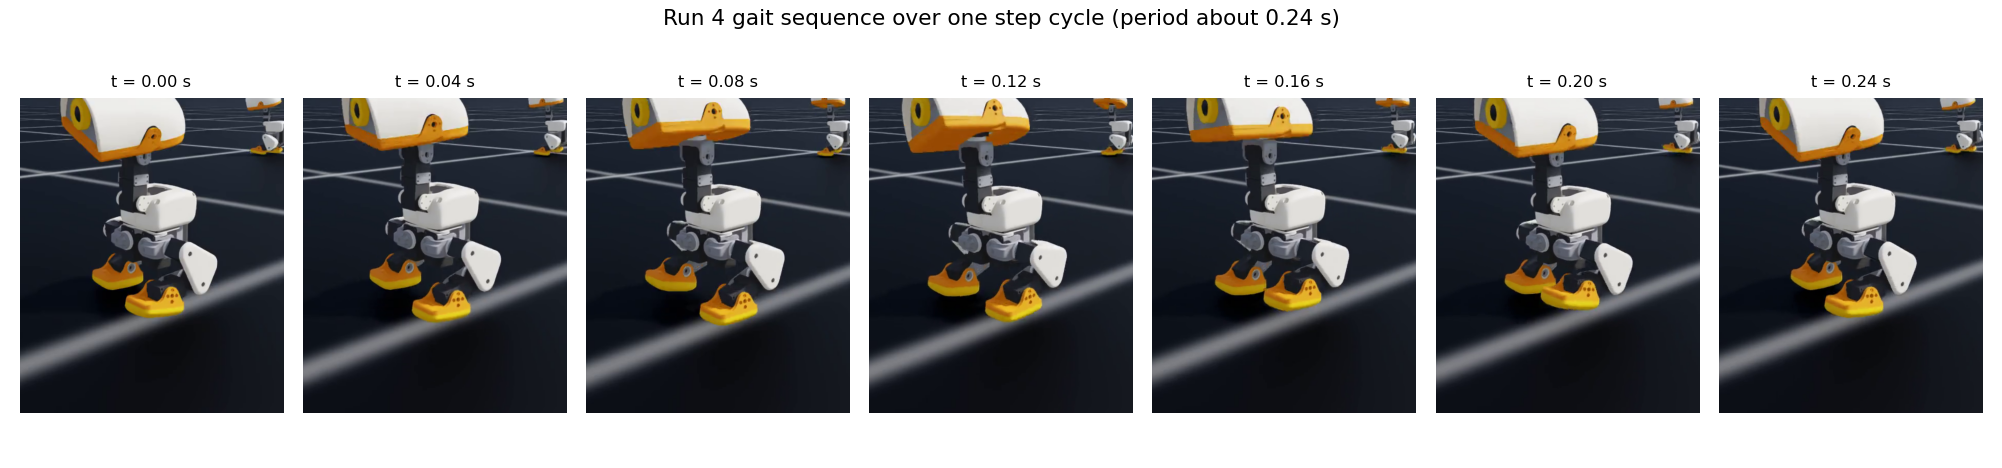 Run 4 gait sequence over one step cycle (period about 0.24 s)
t = 0.00 s
t = 0.04 s
t = 0.08 s
t = 0.12 s
t = 0.16 s
t = 0.20 s
t = 0.24 s